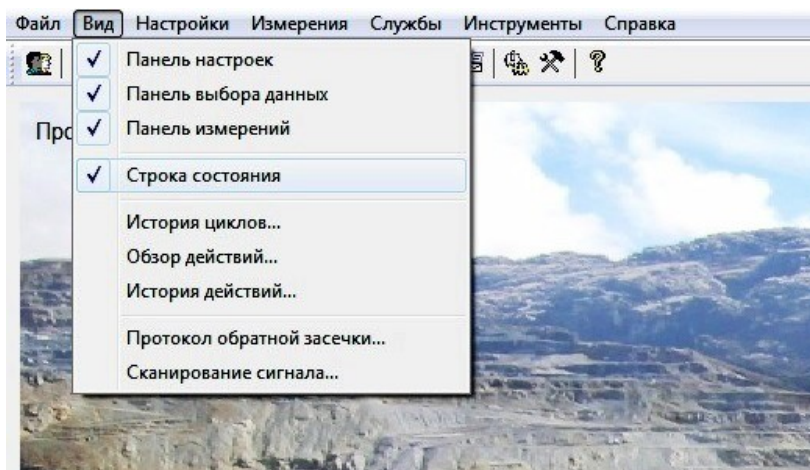 Файл Вид Настройки Измерения Службы Инструменты Справка
Панель настроек
Панель выбора данных
Панель измерений
Строка состояния
История циклов...
Обзор действий...
История действий...
Протокол обратной засечки...
Сканирование сигнала...